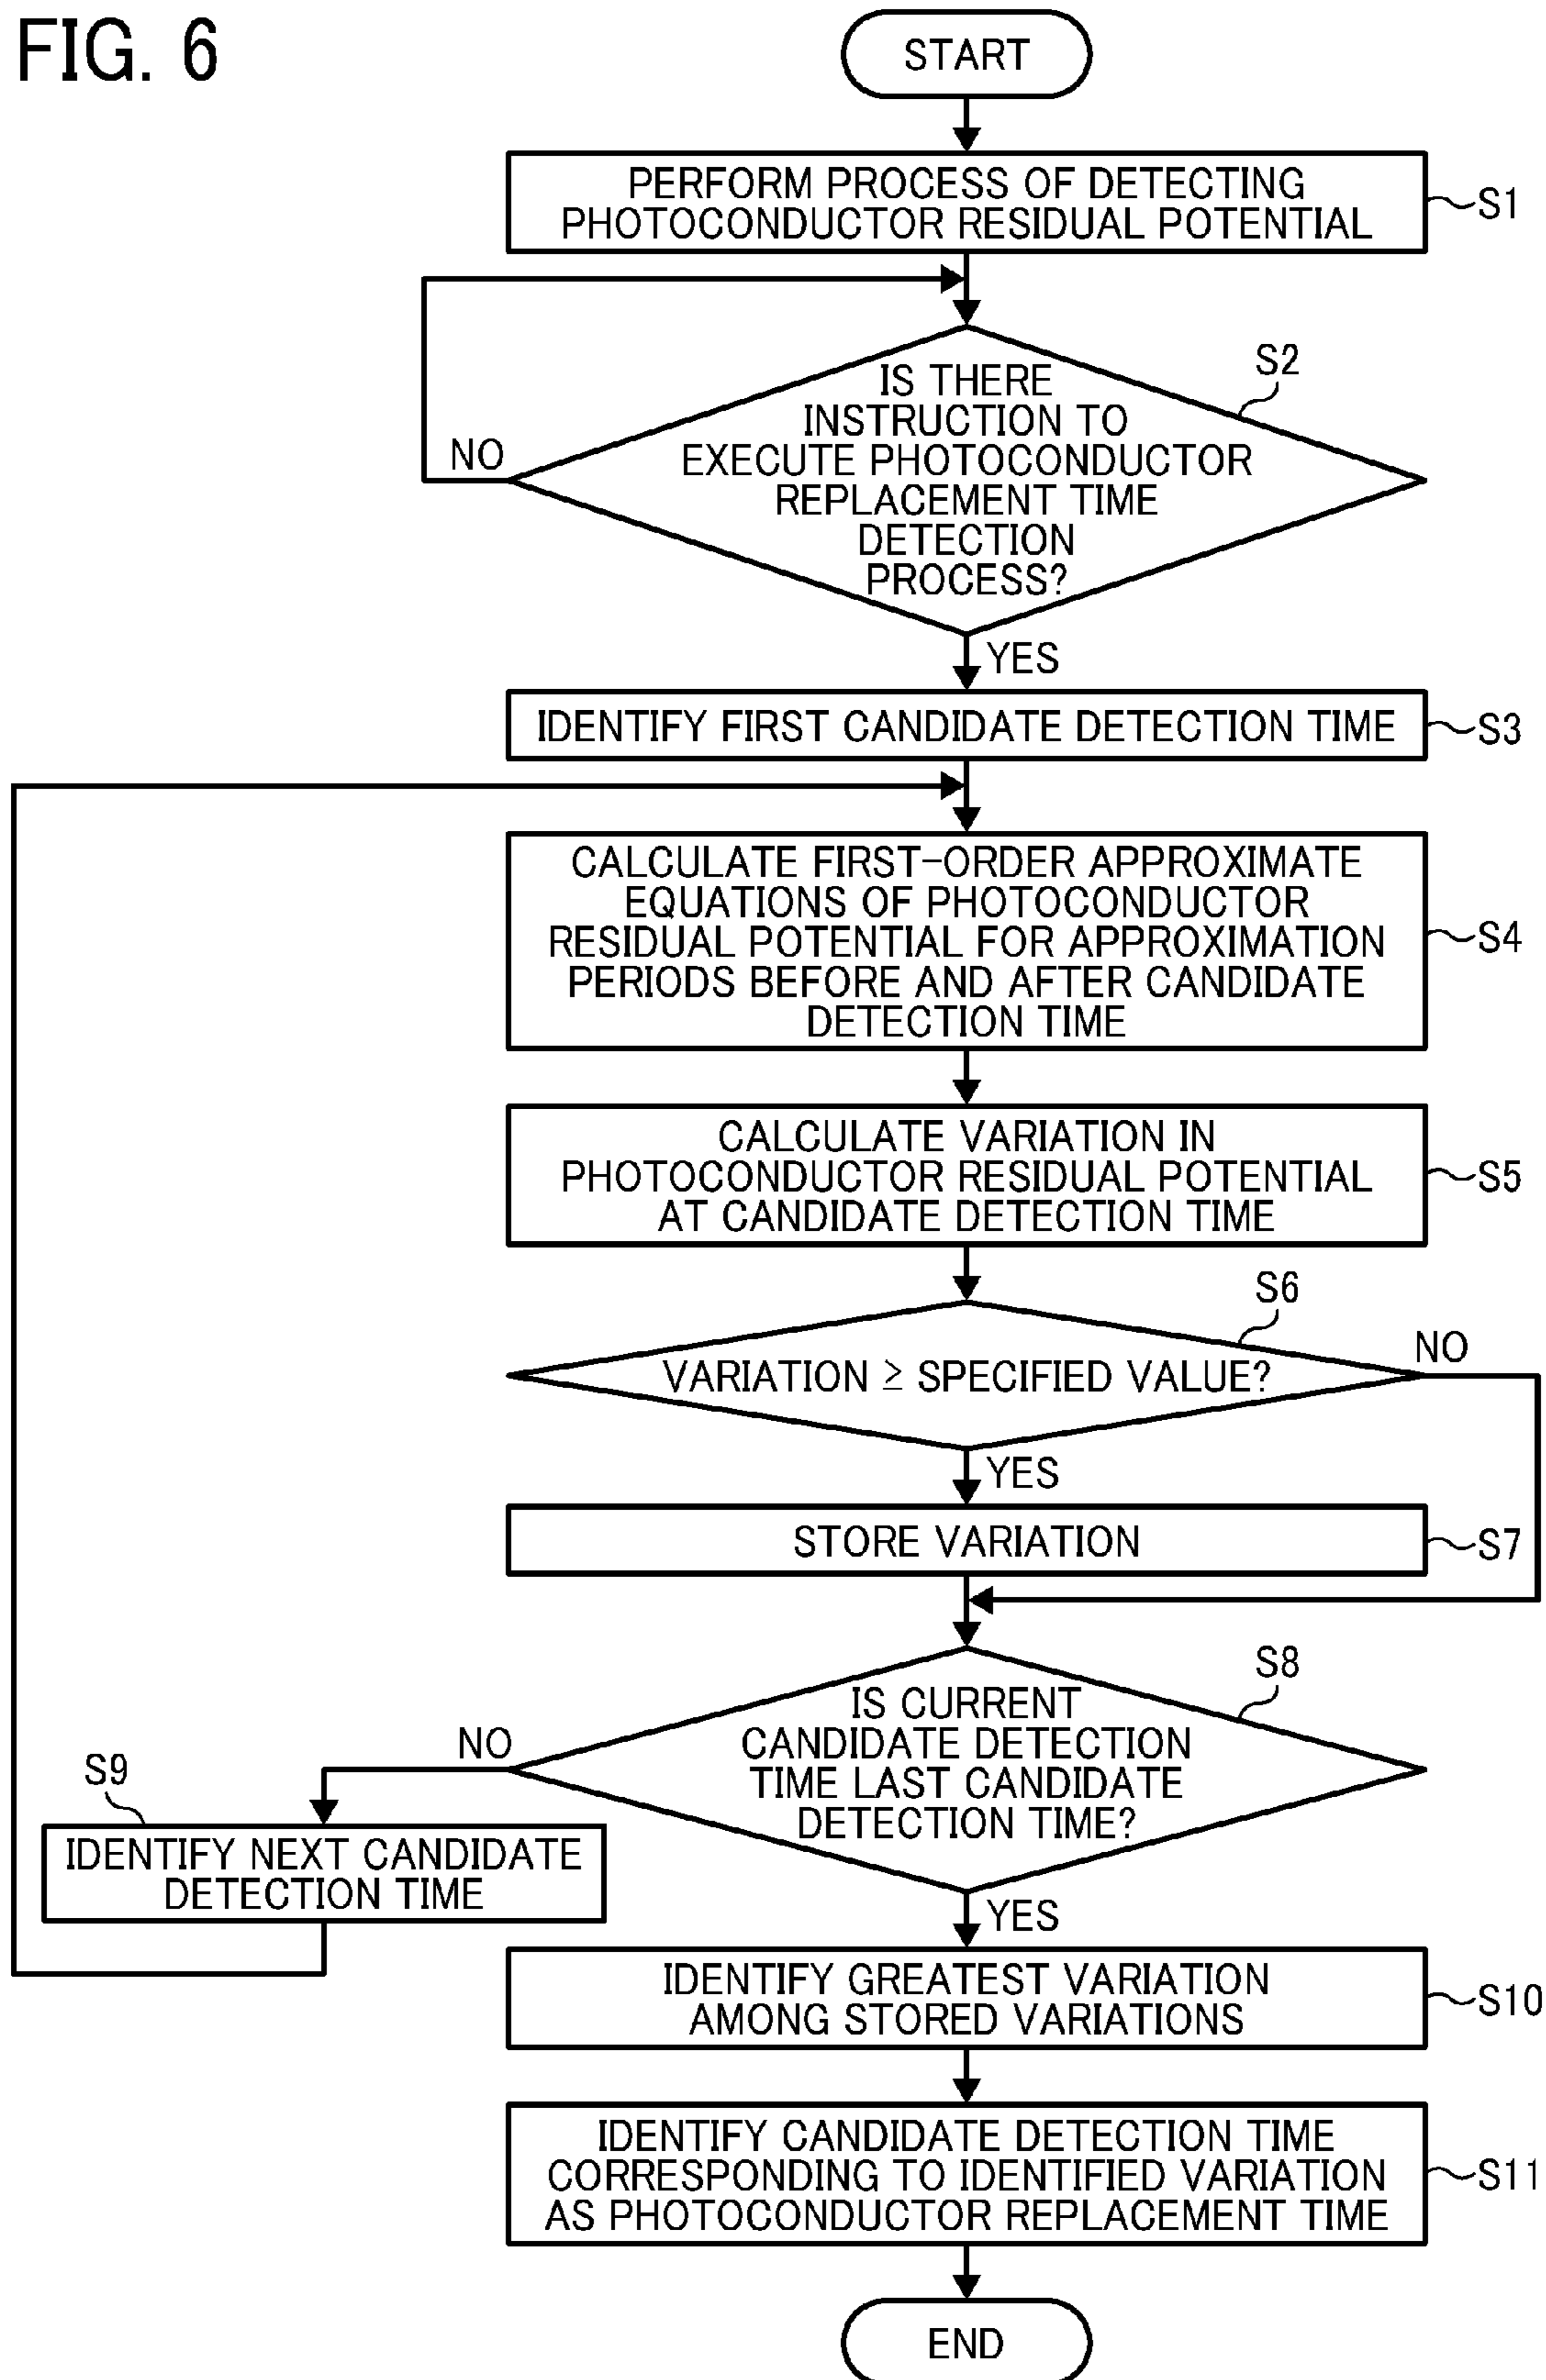 FIG. 6
START
PERFORM PROCESS OF DETECTING
PHOTOCONDUCTOR RESIDUAL POTENTIAL
S1
S2
IS THERE
INSTRUCTION TO
EXECUTE PHOTOCONDUCTOR
REPLACEMENT TIME
DETECTION
PROCESS?
NO
YES
IDENTIFY FIRST CANDIDATE DETECTION TIME
S3
CALCULATE FIRST-ORDER APPROXIMATE
EQUATIONS OF PHOTOCONDUCTOR
RESIDUAL POTENTIAL FOR APPROXIMATION
PERIODS BEFORE AND AFTER CANDIDATE
DETECTION TIME
S4
CALCULATE VARIATION IN
PHOTOCONDUCTOR RESIDUAL POTENTIAL
AT CANDIDATE DETECTION TIME
S5
S6
VARIATION ≥ SPECIFIED VALUE?
NO
YES
STORE VARIATION
S7
S8
IS CURRENT
CANDIDATE DETECTION
TIME LAST CANDIDATE
DETECTION TIME?
NO
S9
IDENTIFY NEXT CANDIDATE
DETECTION TIME
YES
IDENTIFY GREATEST VARIATION
AMONG STORED VARIATIONS
S10
IDENTIFY CANDIDATE DETECTION TIME
CORRESPONDING TO IDENTIFIED VARIATION
AS PHOTOCONDUCTOR REPLACEMENT TIME
S11
END